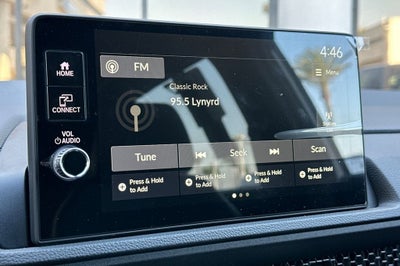 4:46
HOME
FM
Menu
Classic Rock
CONNECT
95.5 Lynyrd
VOL
AUDIO
Tune
Seek
Scan
Press & Hold to Add
Press & Hold to Add
Press & Hold to Add
Press & Hold to Add